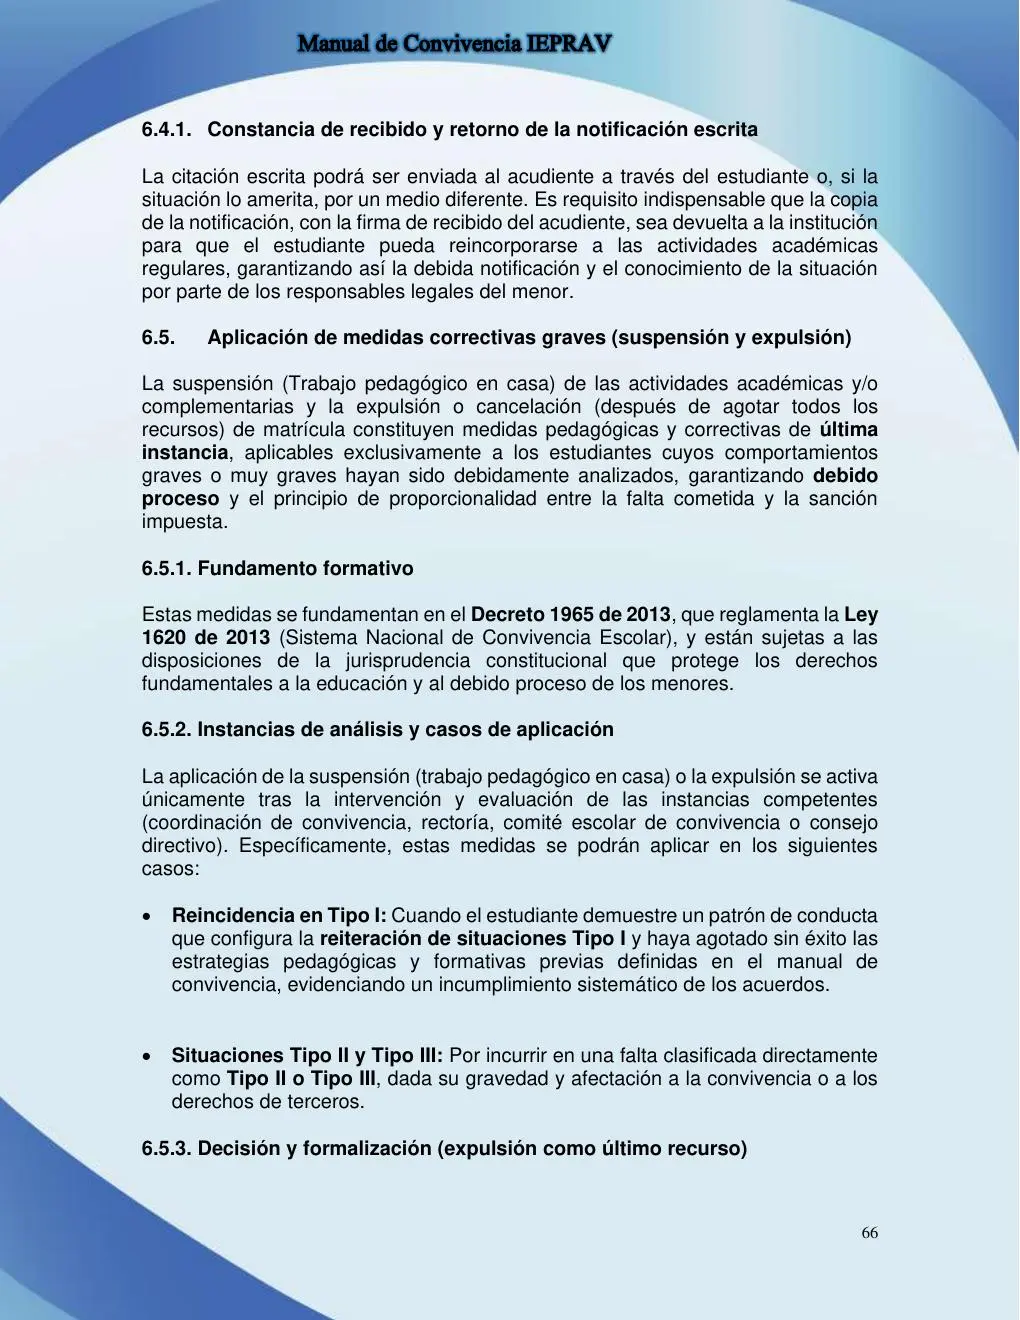 Manual de Convivencia IEPRAV
6.4.1. Constancia de recibido y retorno de la notificación escrita
La citación escrita podrá ser enviada al acudiente a través del estudiante o, si la
situación lo amerita, por un medio diferente. Es requisito indispensable que la copia
de la notificación, con la firma de recibido del acudiente, sea devuelta a la institución
para que el estudiante pueda reincorporarse a las actividades académicas
regulares, garantizando así la debida notificación y el conocimiento de la situación
por parte de los responsables legales del menor.
6.5. Aplicación de medidas correctivas graves (suspensión y expulsión)
La suspensión (Trabajo pedagógico en casa) de las actividades académicas y/o
complementarias y la expulsión o cancelación (después de agotar todos los
recursos) de matrícula constituyen medidas pedagógicas y correctivas de última
instancia, aplicables exclusivamente a los estudiantes cuyos comportamientos
graves o muy graves hayan sido debidamente analizados, garantizando debido
proceso y el principio de proporcionalidad entre la falta cometida y la sanción
impuesta.
6.5.1. Fundamento formativo
Estas medidas se fundamentan en el Decreto 1965 de 2013, que reglamenta la Ley
1620 de 2013 (Sistema Nacional de Convivencia Escolar), y están sujetas a las
disposiciones de la jurisprudencia constitucional que protege los derechos
fundamentales a la educación y al debido proceso de los menores.
6.5.2. Instancias de análisis y casos de aplicación
La aplicación de la suspensión (trabajo pedagógico en casa) o la expulsión se activa
únicamente tras la intervención y evaluación de las instancias competentes
(coordinación de convivencia, rectoría, comité escolar de convivencia o consejo
directivo). Específicamente, estas medidas se podrán aplicar en los siguientes
casos:
• Reincidencia en Tipo I: Cuando el estudiante demuestre un patrón de conducta
que configura la reiteración de situaciones Tipo I y haya agotado sin éxito las
estrategias pedagógicas y formativas previas definidas en el manual de
convivencia, evidenciando un incumplimiento sistemático de los acuerdos.
• Situaciones Tipo II y Tipo III: Por incurrir en una falta clasificada directamente
como Tipo II o Tipo III, dada su gravedad y afectación a la convivencia o a los
derechos de terceros.
6.5.3. Decisión y formalización (expulsión como último recurso)
66